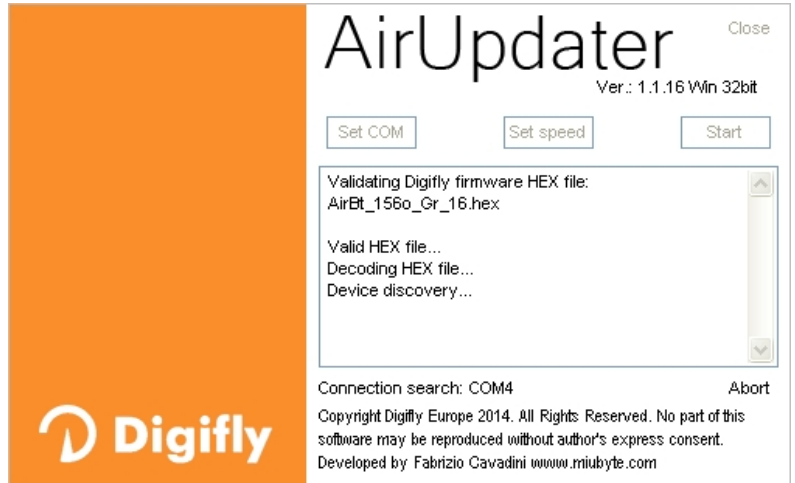 AirUpdater
Close
Ver.: 1.1.16 Win 32bit
Set COM
Set speed
Start
Validating Digifly firmware HEX file:
AirBt_156o_Gr_16.hex
Valid HEX file...
Decoding HEX file...
Device discovery...
Connection search: COM4
Abort
Copyright Digifly Europe 2014. All Rights Reserved. No part of this
software may be reproduced without author's express consent.
Developed by Fabrizio Cavadini www.miubyte.com
Digifly